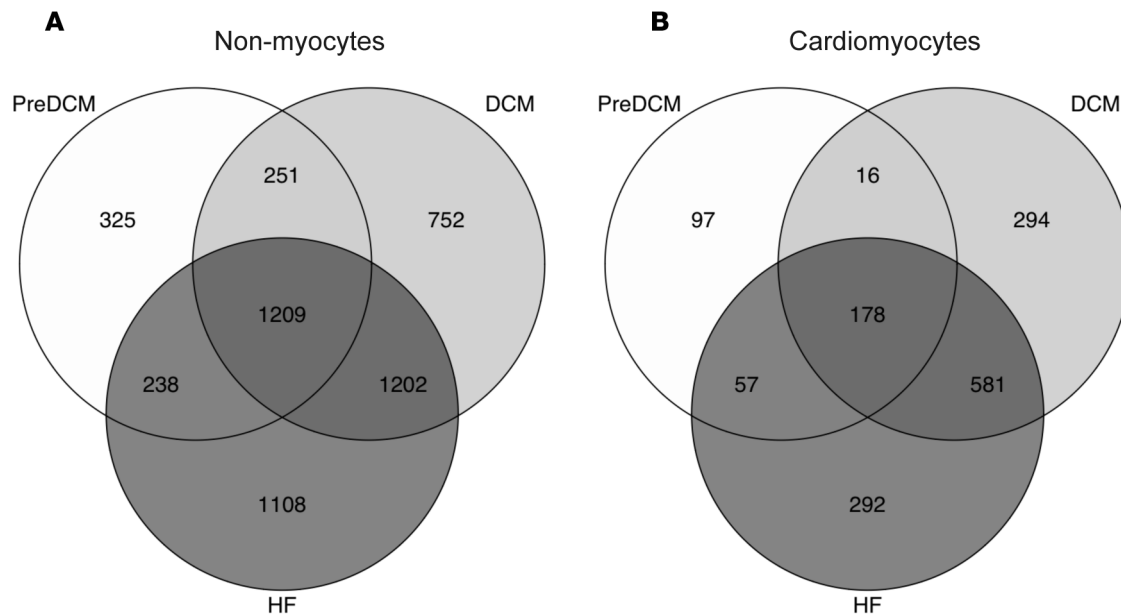 A
Non-myocytes
PreDCM
DCM
251
325
752
1209
238
1202
1108
HF
B
Cardiomyocytes
PreDCM
DCM
16
97
294
178
57
581
292
HF